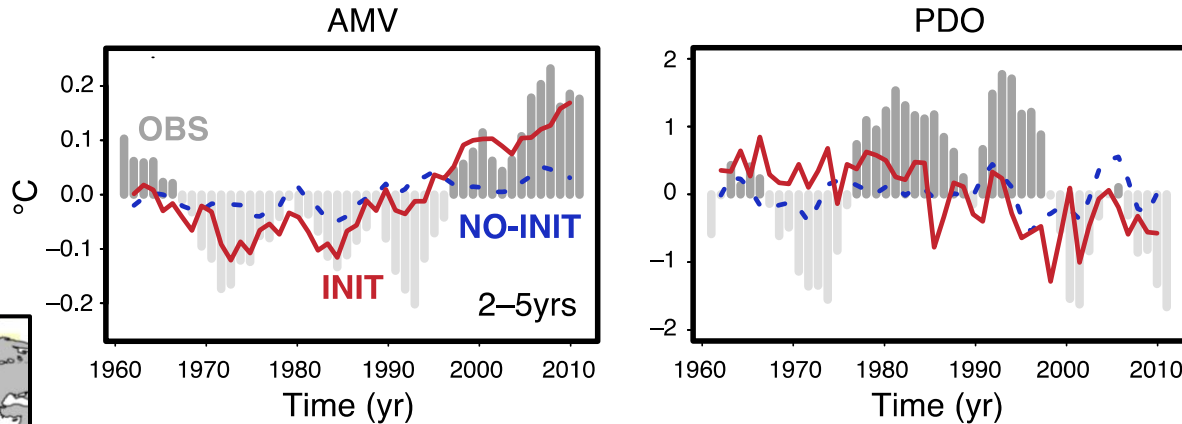 AMV
PDO
°C
0.2
0.1
0.0
−0.1
−0.2
OBS
NO-INIT
INIT
2–5yrs
1960 1970 1980 1990 2000 2010
Time (yr)
2
1
0
−1
−2
1960 1970 1980 1990 2000 2010
Time (yr)